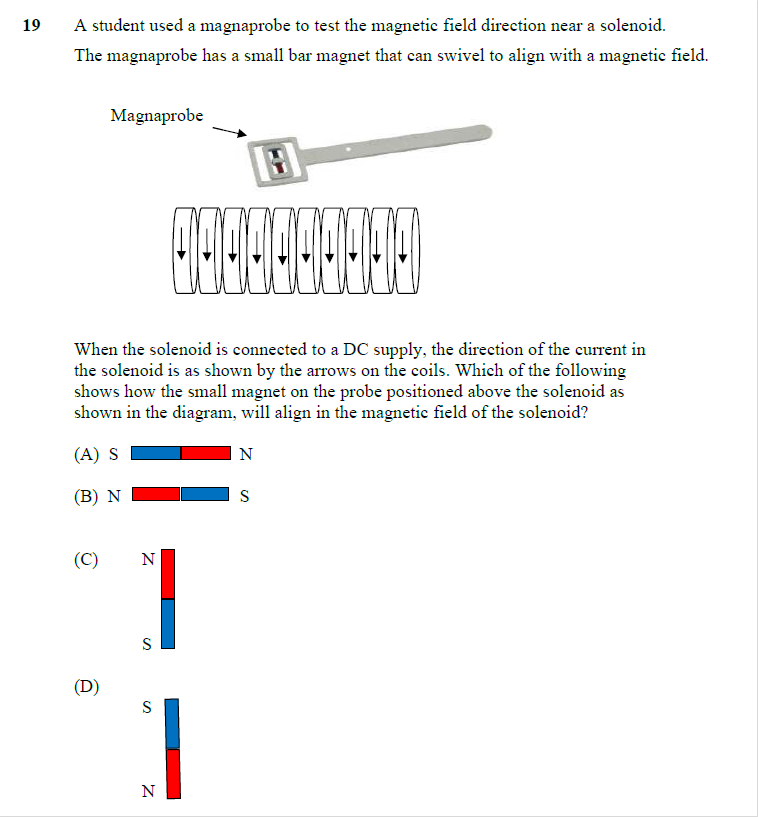 19 A student used a magnaprobe to test the magnetic field direction near a solenoid.
The magnaprobe has a small bar magnet that can swivel to align with a magnetic field.
Magnaprobe
When the solenoid is connected to a DC supply, the direction of the current in
the solenoid is as shown by the arrows on the coils. Which of the following
shows how the small magnet on the probe positioned above the solenoid as
shown in the diagram, will align in the magnetic field of the solenoid?
(A) S N
(B) N S
(C) N
S
(D)
S
N